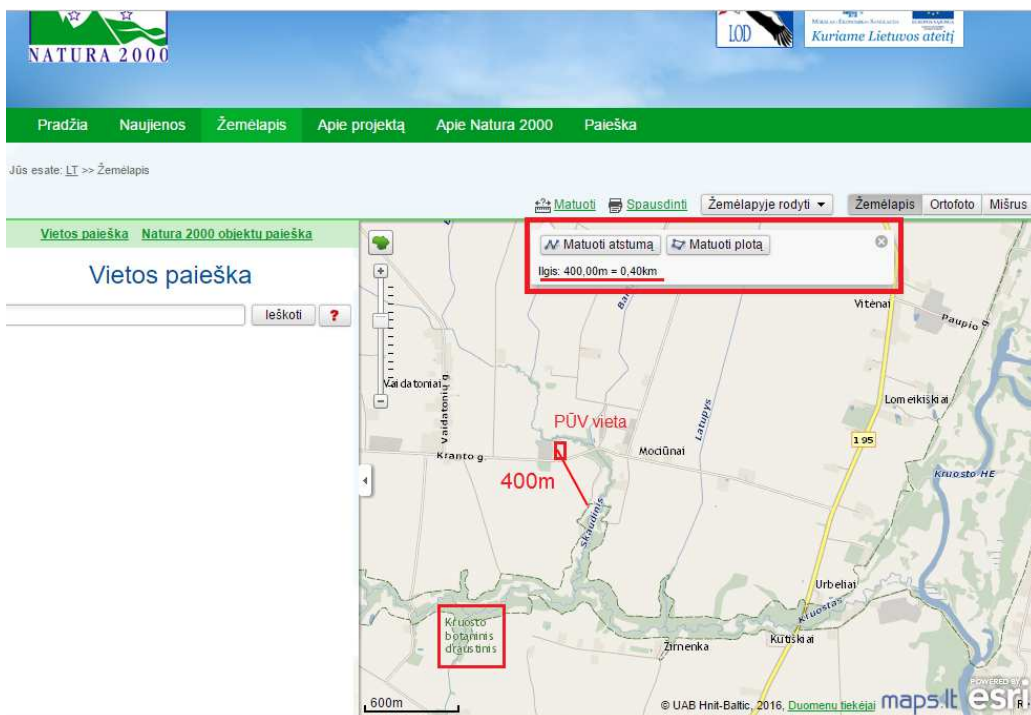 NATURA 2000
LOD
Kuriame Lietuvos ateitį
Pradžia Naujienos Žemėlapis Apie projektą Apie Natura 2000 Paieška
Jūs esate: LT >> Žemėlapis
Matuoti Spausdinti Žemėlapyje rodyti Žemėlapis Ortofoto Mišrus
Vietos paieška Natura 2000 objektų paieška
Matuoti atstumą Matuoti plotą
Vietos paieška
Ilgis: 400,00m = 0,40km
Ieškoti ?
Vitėnai
Paupio g
Vaidatoniai
Vaidatonių g.
Lomeikiškiai
Latupys
PŪV vieta
195
Kranto g.
Močiūnai
400m
Kruosto HE
Skaudinis
Urbeliai
Kruostas
Kruosto
botaninis
draustinis
Žirnenka
Kutiškiai
600m
© UAB Hnit-Baltic, 2016, Duomenų tiekėjai maps.lt
POWERED BY
esri